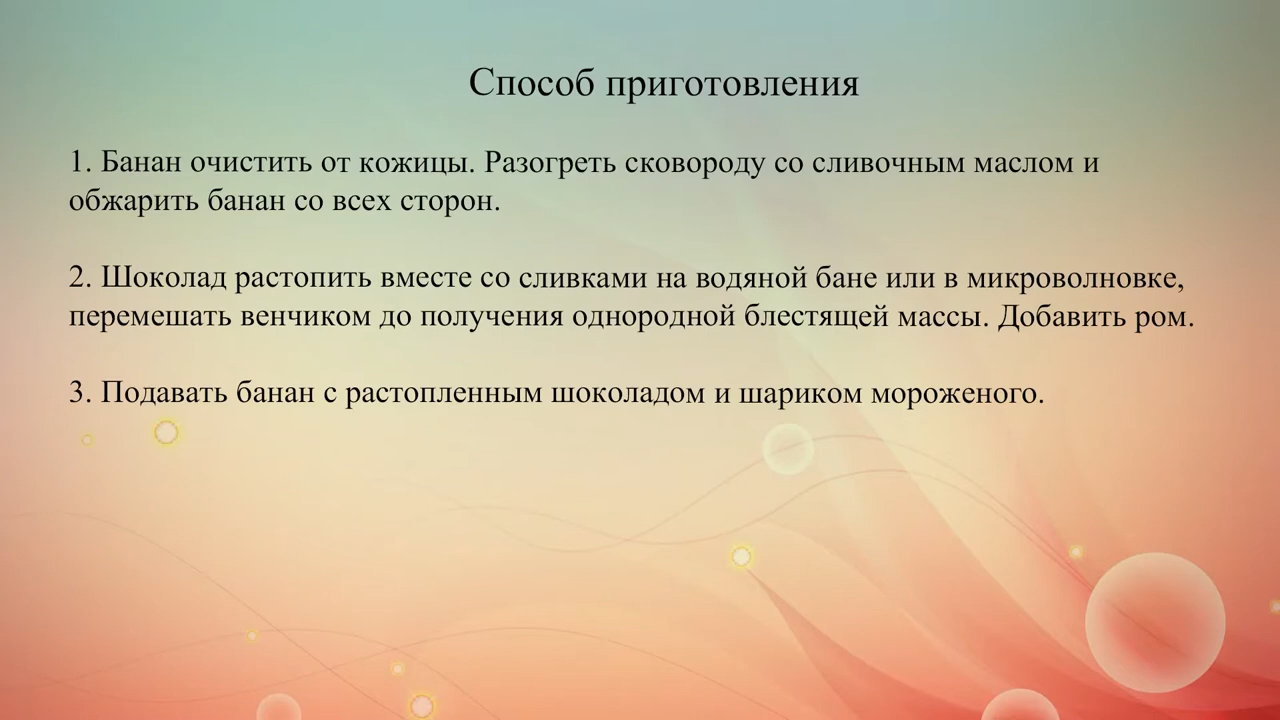 Способ приготовления
1. Банан очистить от кожицы. Разогреть сковороду со сливочным маслом и
обжарить банан со всех сторон.
2. Шоколад растопить вместе со сливками на водяной бане или в микроволновке,
перемешать венчиком до получения однородной блестящей массы. Добавить ром.
3. Подавать банан с растопленным шоколадом и шариком мороженого.